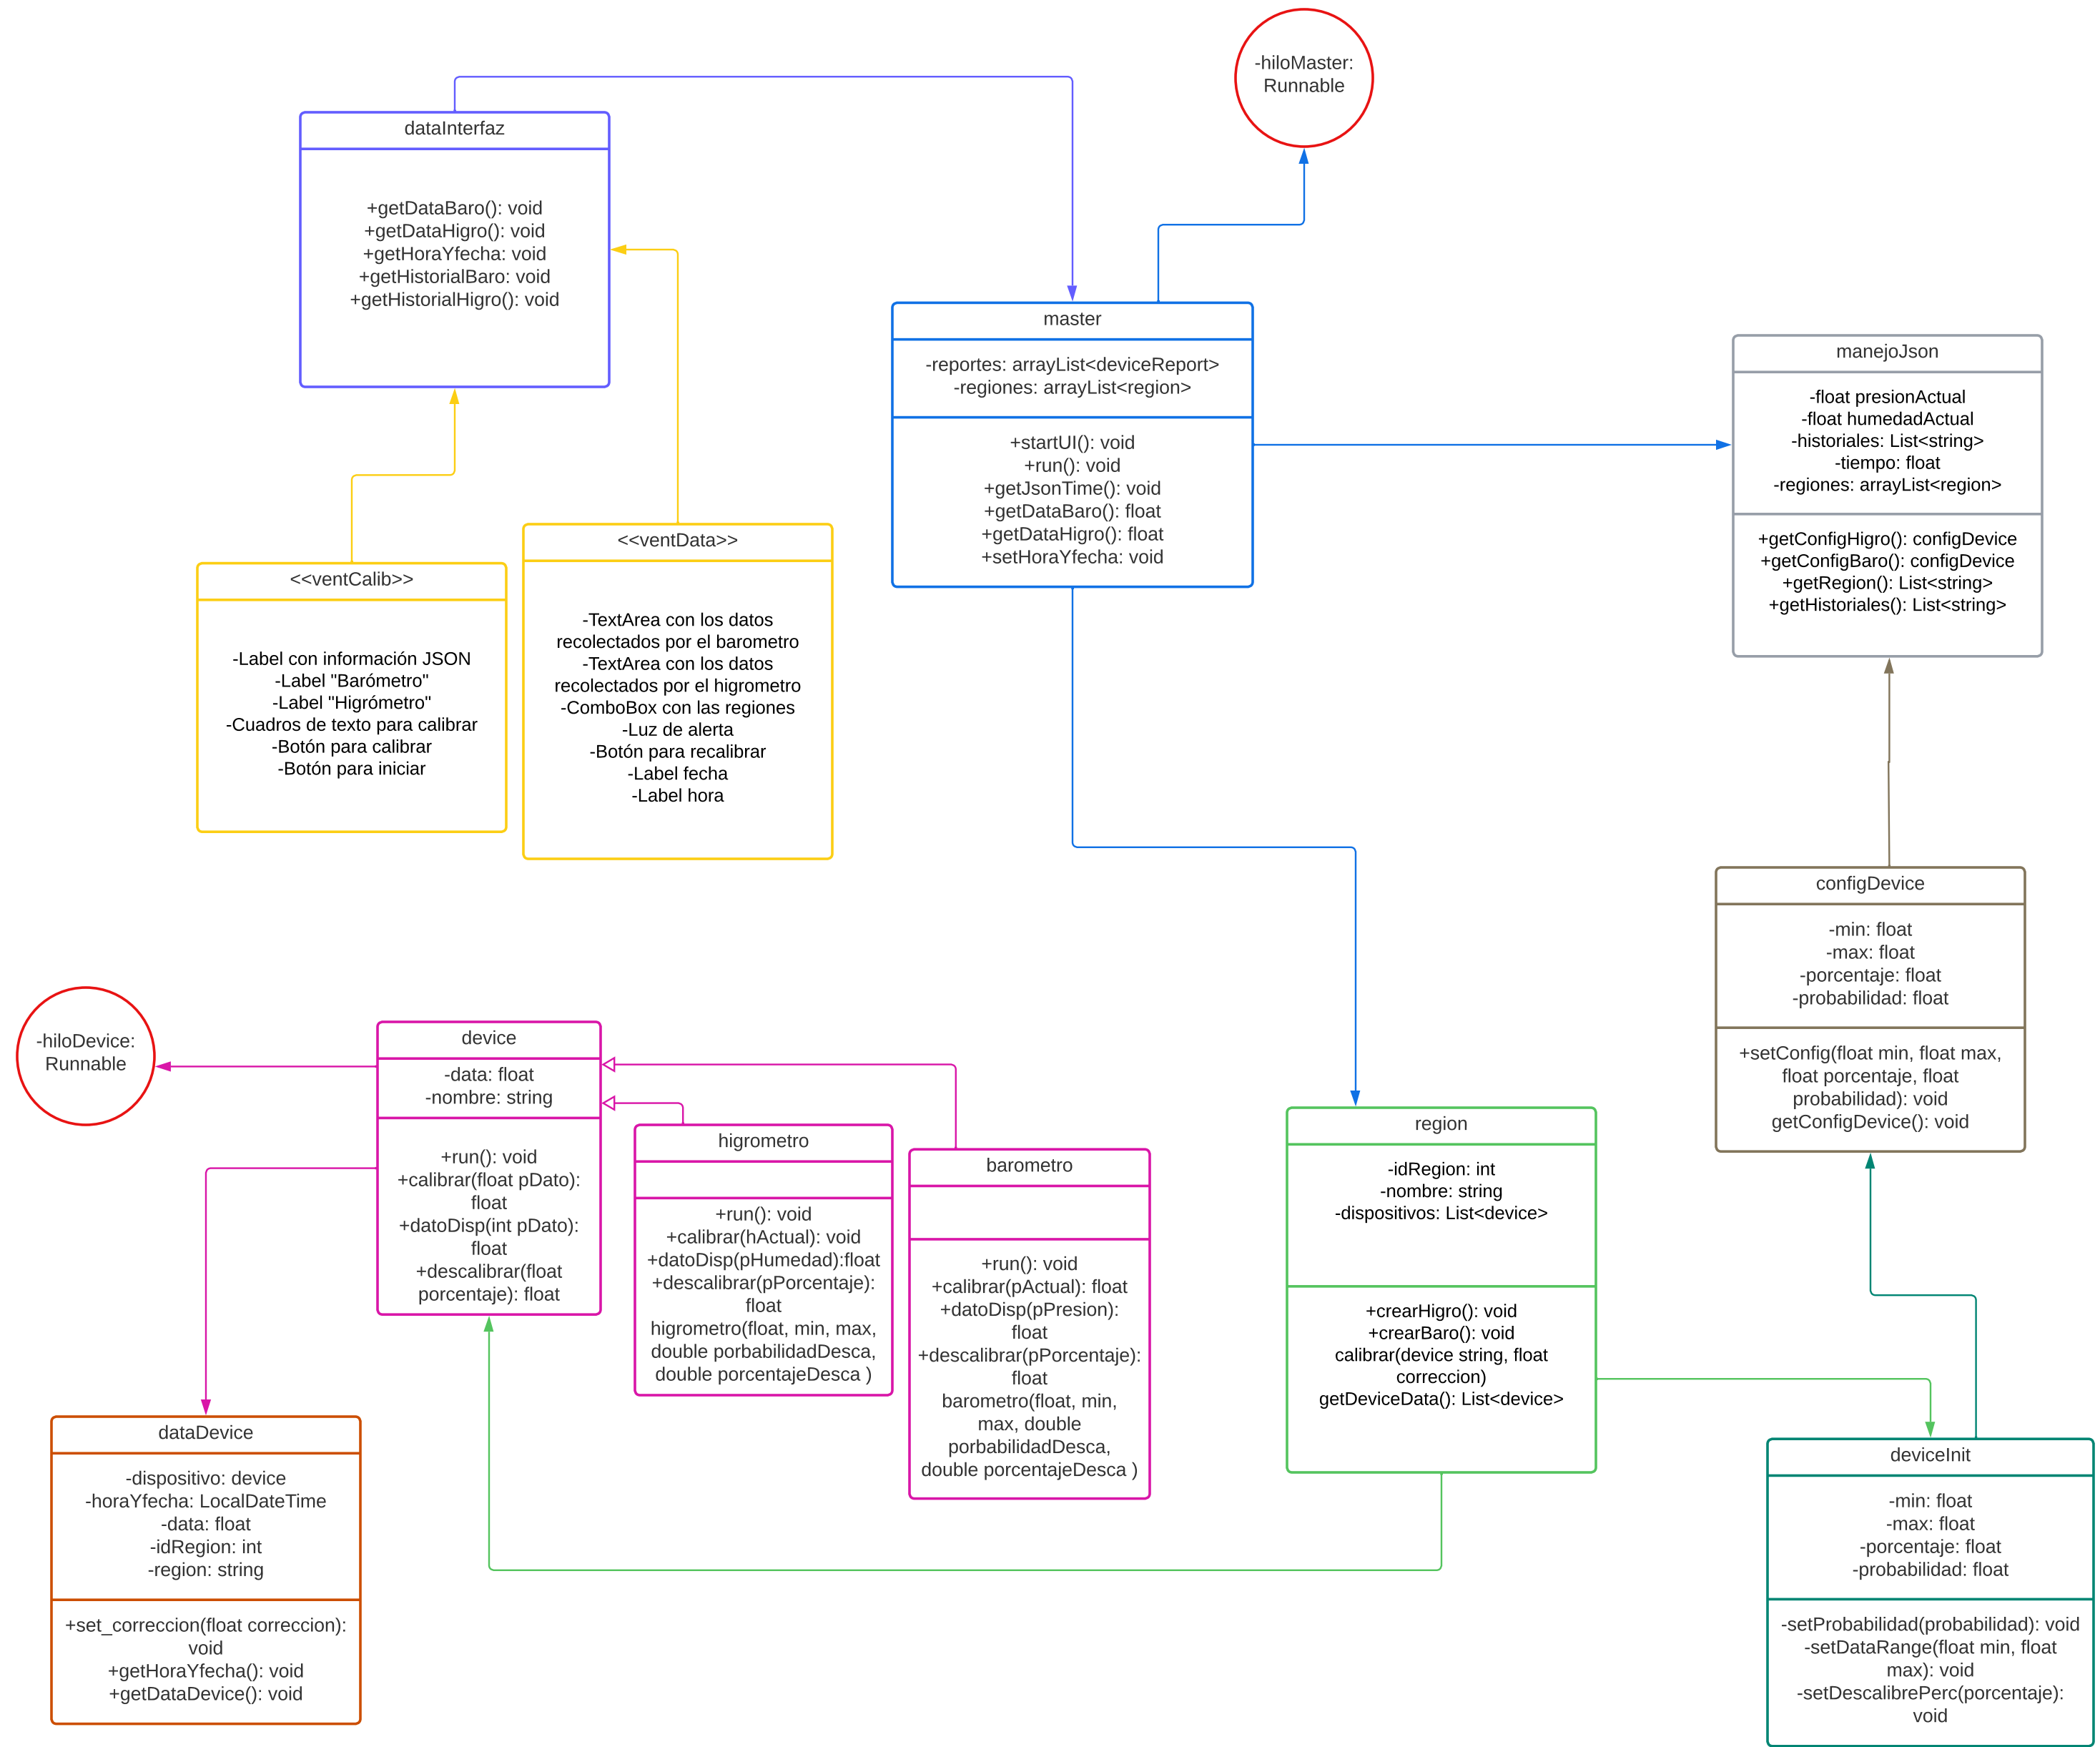 -hiloMaster:
Runnable
dataInterfaz
+getDataBaro(): void
+getDataHigro(): void
+getHoraYfecha: void
+getHistorialBaro: void
+getHistorialHigro(): void
master
-reportes: arrayList<deviceReport>
-regiones: arrayList<region>
+startUI(): void
+run(): void
+getJsonTime(): void
+getDataBaro(): float
+getDataHigro(): float
+setHoraYfecha: void
manejoJson
-float presionActual
-float humedadActual
-historiales: List<string>
-tiempo: float
-regiones: arrayList<region>
+getConfigHigro(): configDevice
+getConfigBaro(): configDevice
+getRegion(): List<string>
+getHistoriales(): List<string>
<<ventCalib>>
-Label con información JSON
-Label "Barómetro"
-Label "Higrómetro"
-Cuadros de texto para calibrar
-Botón para calibrar
-Botón para iniciar
<<ventData>>
-TextArea con los datos
recolectados por el barometro
-TextArea con los datos
recolectados por el higrometro
-ComboBox con las regiones
-Luz de alerta
-Botón para recalibrar
-Label fecha
-Label hora
configDevice
-min: float
-max: float
-porcentaje: float
-probabilidad: float
+setConfig(float min, float max,
float porcentaje, float
probabilidad): void
getConfigDevice(): void
-hiloDevice:
Runnable
device
-data: float
-nombre: string
+run(): void
+calibrar(float pDato):
float
+datoDisp(int pDato):
float
+descalibrar(float
porcentaje): float
higrometro
+run(): void
+calibrar(hActual): void
+datoDisp(pHumedad):float
+descalibrar(pPorcentaje):
float
higrometro(float, min, max,
double porbabilidadDesca,
double porcentajeDesca )
barometro
+run(): void
+calibrar(pActual): float
+datoDisp(pPresion):
float
+descalibrar(pPorcentaje):
float
barometro(float, min,
max, double
porbabilidadDesca,
double porcentajeDesca )
region
-idRegion: int
-nombre: string
-dispositivos: List<device>
+crearHigro(): void
+crearBaro(): void
calibrar(device string, float
correccion)
getDeviceData(): List<device>
dataDevice
-dispositivo: device
-horaYfecha: LocalDateTime
-data: float
-idRegion: int
-region: string
+set_correccion(float correccion):
void
+getHoraYfecha(): void
+getDataDevice(): void
deviceInit
-min: float
-max: float
-porcentaje: float
-probabilidad: float
-setProbabilidad(probabilidad): void
-setDataRange(float min, float
max): void
-setDescalibrePerc(porcentaje):
void